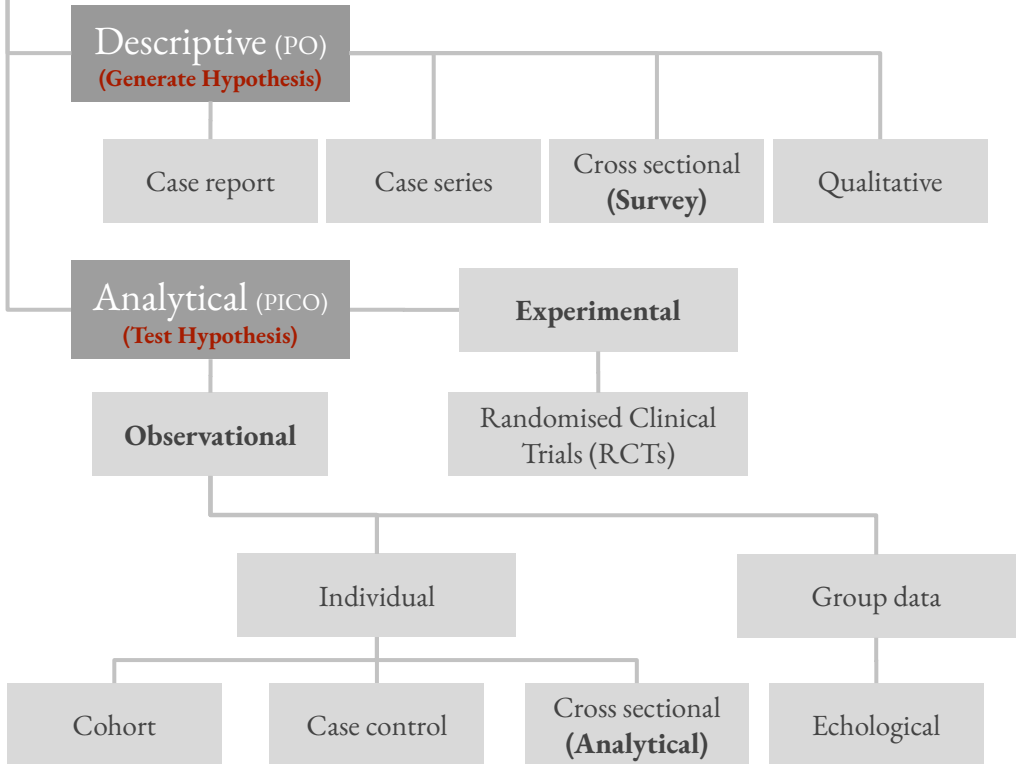 Descriptive (PO)
(Generate Hypothesis)
Case report
Case series
Cross sectional
(Survey)
Qualitative
Analytical (PICO)
(Test Hypothesis)
Experimental
Observational
Randomised Clinical
Trials (RCTs)
Individual
Group data
Cohort
Case control
Cross sectional
(Analytical)
Echological